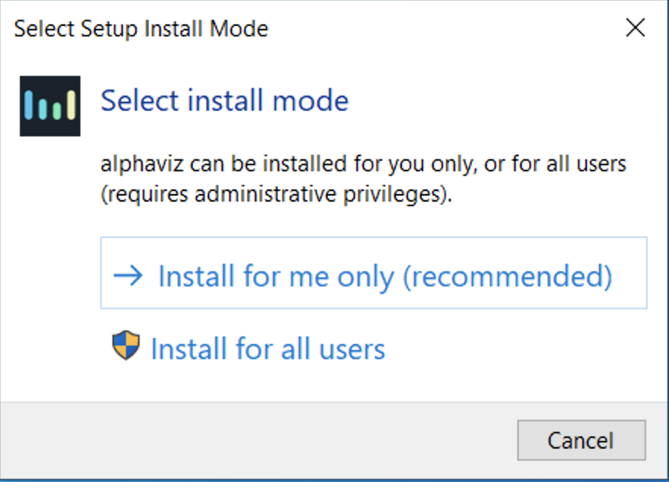 Select Setup Install Mode
Select install mode
alphaviz can be installed for you only, or for all users
(requires administrative privileges).
Install for me only (recommended)
Install for all users
Cancel